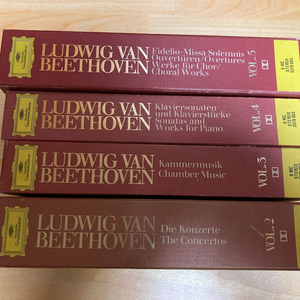 LUDWIG VAN
BEETHOVEN
Fidelio·Missa Solemnis
Ouvertüren/Overtures
Werke für Chor/
Choral Works
VOL. 5
LUDWIG VAN
BEETHOVEN
Klaviersonaten
und Klavierstücke
Sonatas and
Works for Piano
VOL. 4
LUDWIG VAN
BEETHOVEN
Kammermusik
Chamber Music
VOL. 3
LUDWIG VAN
BEETHOVEN
Die Konzerte
The Concertos
VOL. 2